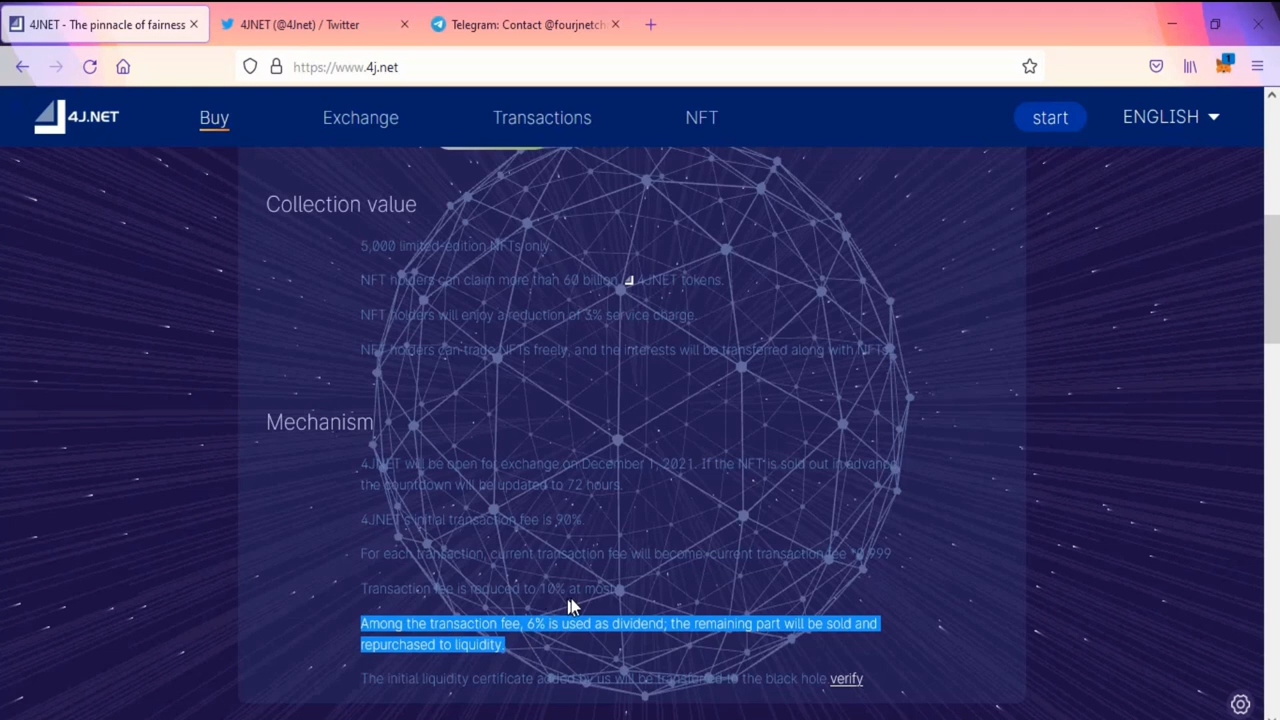 4JNET - The pinnacle of fairness
4JNET (@4Jnet) / Twitter
Telegram: Contact @fourjnetch
https://www.4j.net
1
4J.NET
Buy
Exchange
Transactions
NFT
start
ENGLISH
Collection value
5,000 limited-edition NFTs only.
NFT holders can claim more than 60 billion 4JNET tokens.
NFT holders will enjoy a reduction of 3% service charge.
NFT holders can trade NFTs freely, and the interests will be transferred along with NFTs.
Mechanism
4JNET will be open for exchange on December 1, 2021. If the NFT is sold out in advance,
the countdown will be updated to 72 hours.
4JNET's initial transaction fee is 90%.
For each transaction, current transaction fee will become current transaction fee *0.999
Transaction fee is reduced to 10% at most.
Among the transaction fee, 6% is used as dividend; the remaining part will be sold and
repurchased to liquidity.
The initial liquidity certificate added by us will be transferred to the black hole verify